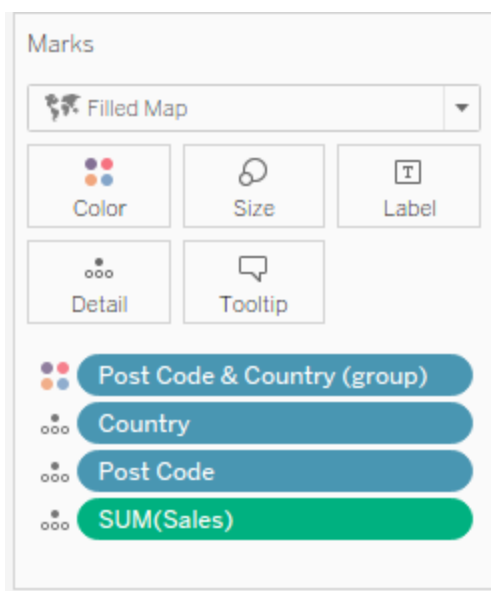 Marks
Filled Map
Color Size Label
Detail Tooltip
Post Code & Country (group)
Country
Post Code
SUM(Sales)